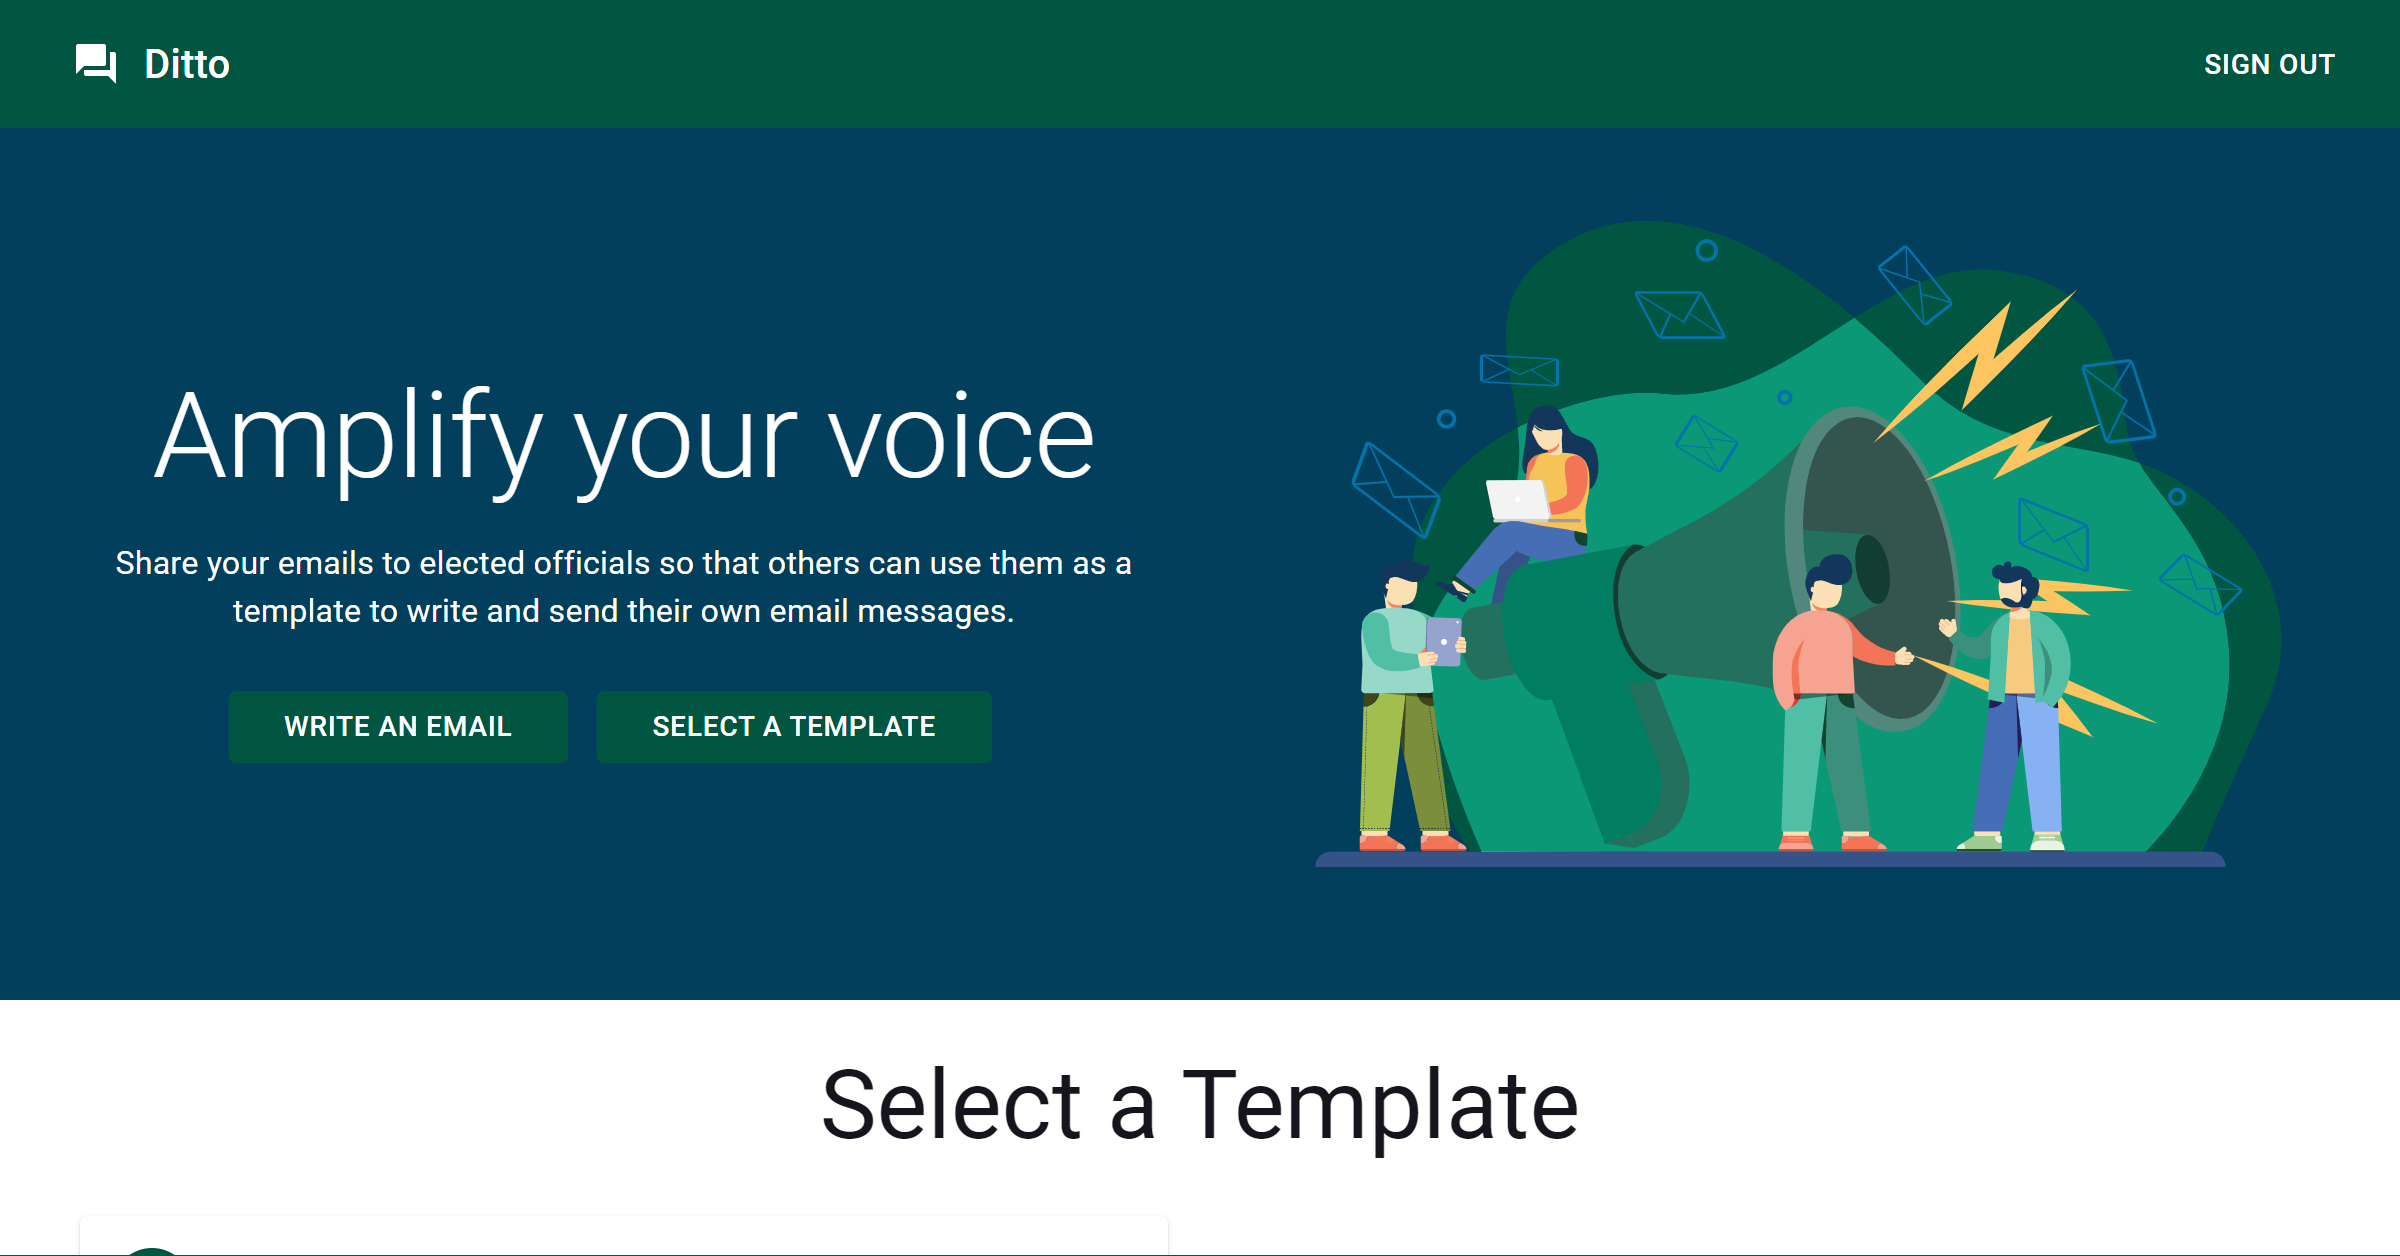 Ditto
SIGN OUT
Amplify your voice
Share your emails to elected officials so that others can use them as a
template to write and send their own email messages.
WRITE AN EMAIL
SELECT A TEMPLATE
Select a Template